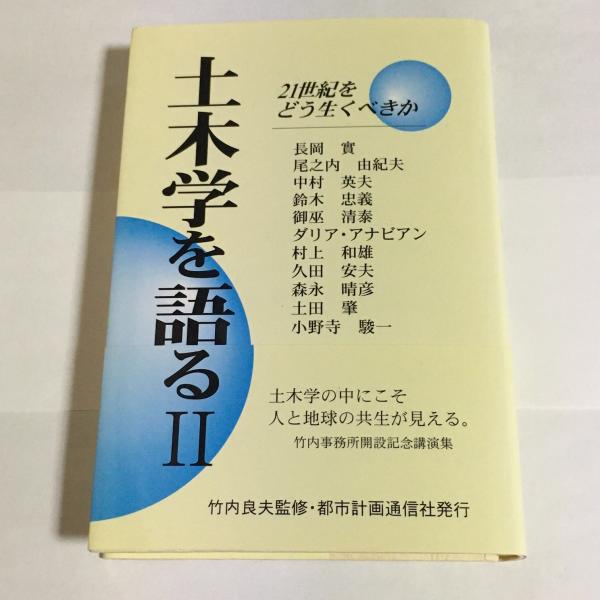 土木学を語るII
21世紀を
どう生くべきか
長岡　實
尾之内　由紀夫
中村　英夫
鈴木　忠義
御巫　清泰
ダリア・アナビアン
村上　和雄
久田　安夫
森永　晴彦
土田　肇
小野寺　駿一
土木学の中にこそ
人と地球の共生が見える。
竹内事務所開設記念講演集
竹内良夫監修・都市計画通信社発行